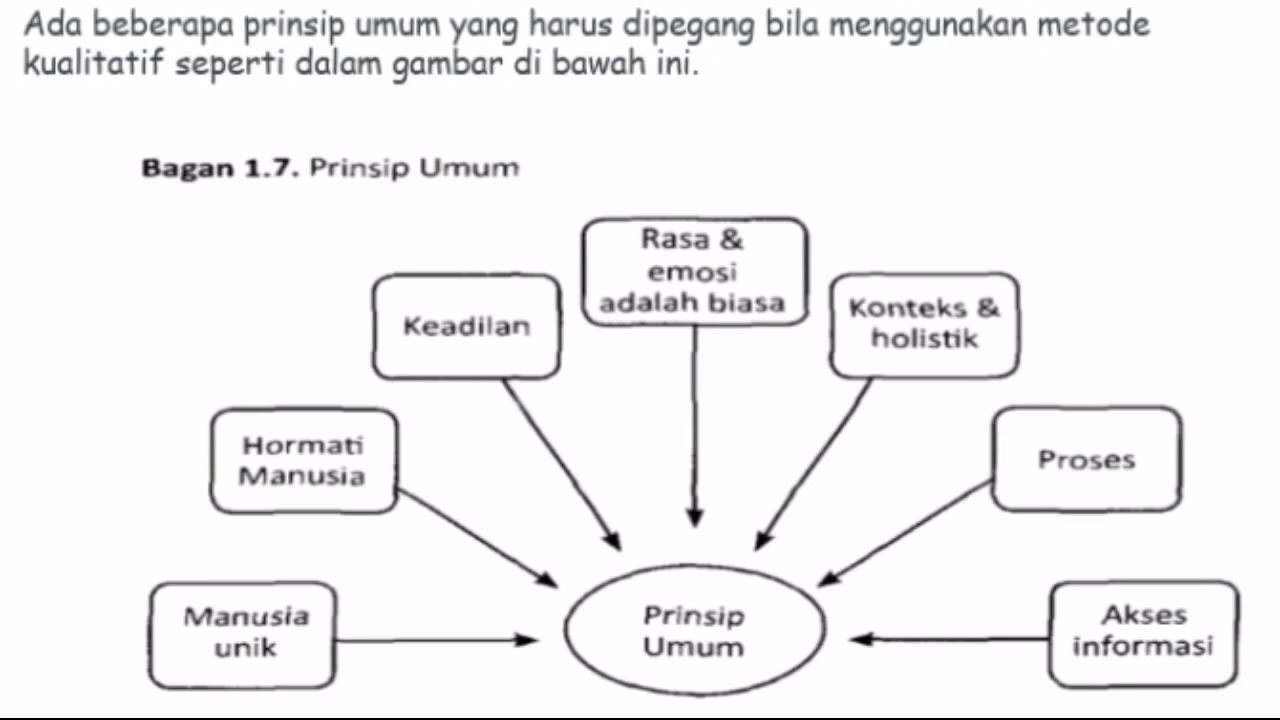 Ada beberapa prinsip umum yang harus dipegang bila menggunakan metode
kualitatif seperti dalam gambar di bawah ini.
Bagan 1.7. Prinsip Umum
Rasa &
emosi
adalah biasa
Keadilan
Konteks &
holistik
Hormati
Manusia
Proses
Manusia
unik
Prinsip
Umum
Akses
informasi